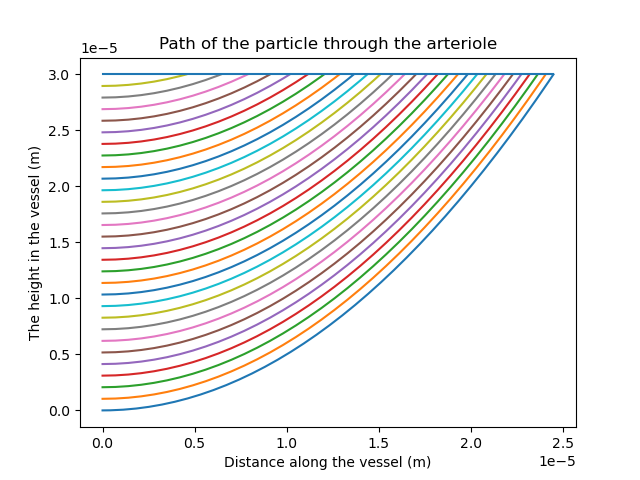 Path of the particle through the arteriole
1e−5
3.0
2.5
2.0
1.5
1.0
0.5
0.0
The height in the vessel (m)
0.0 0.5 1.0 1.5 2.0 2.5
Distance along the vessel (m)
1e−5